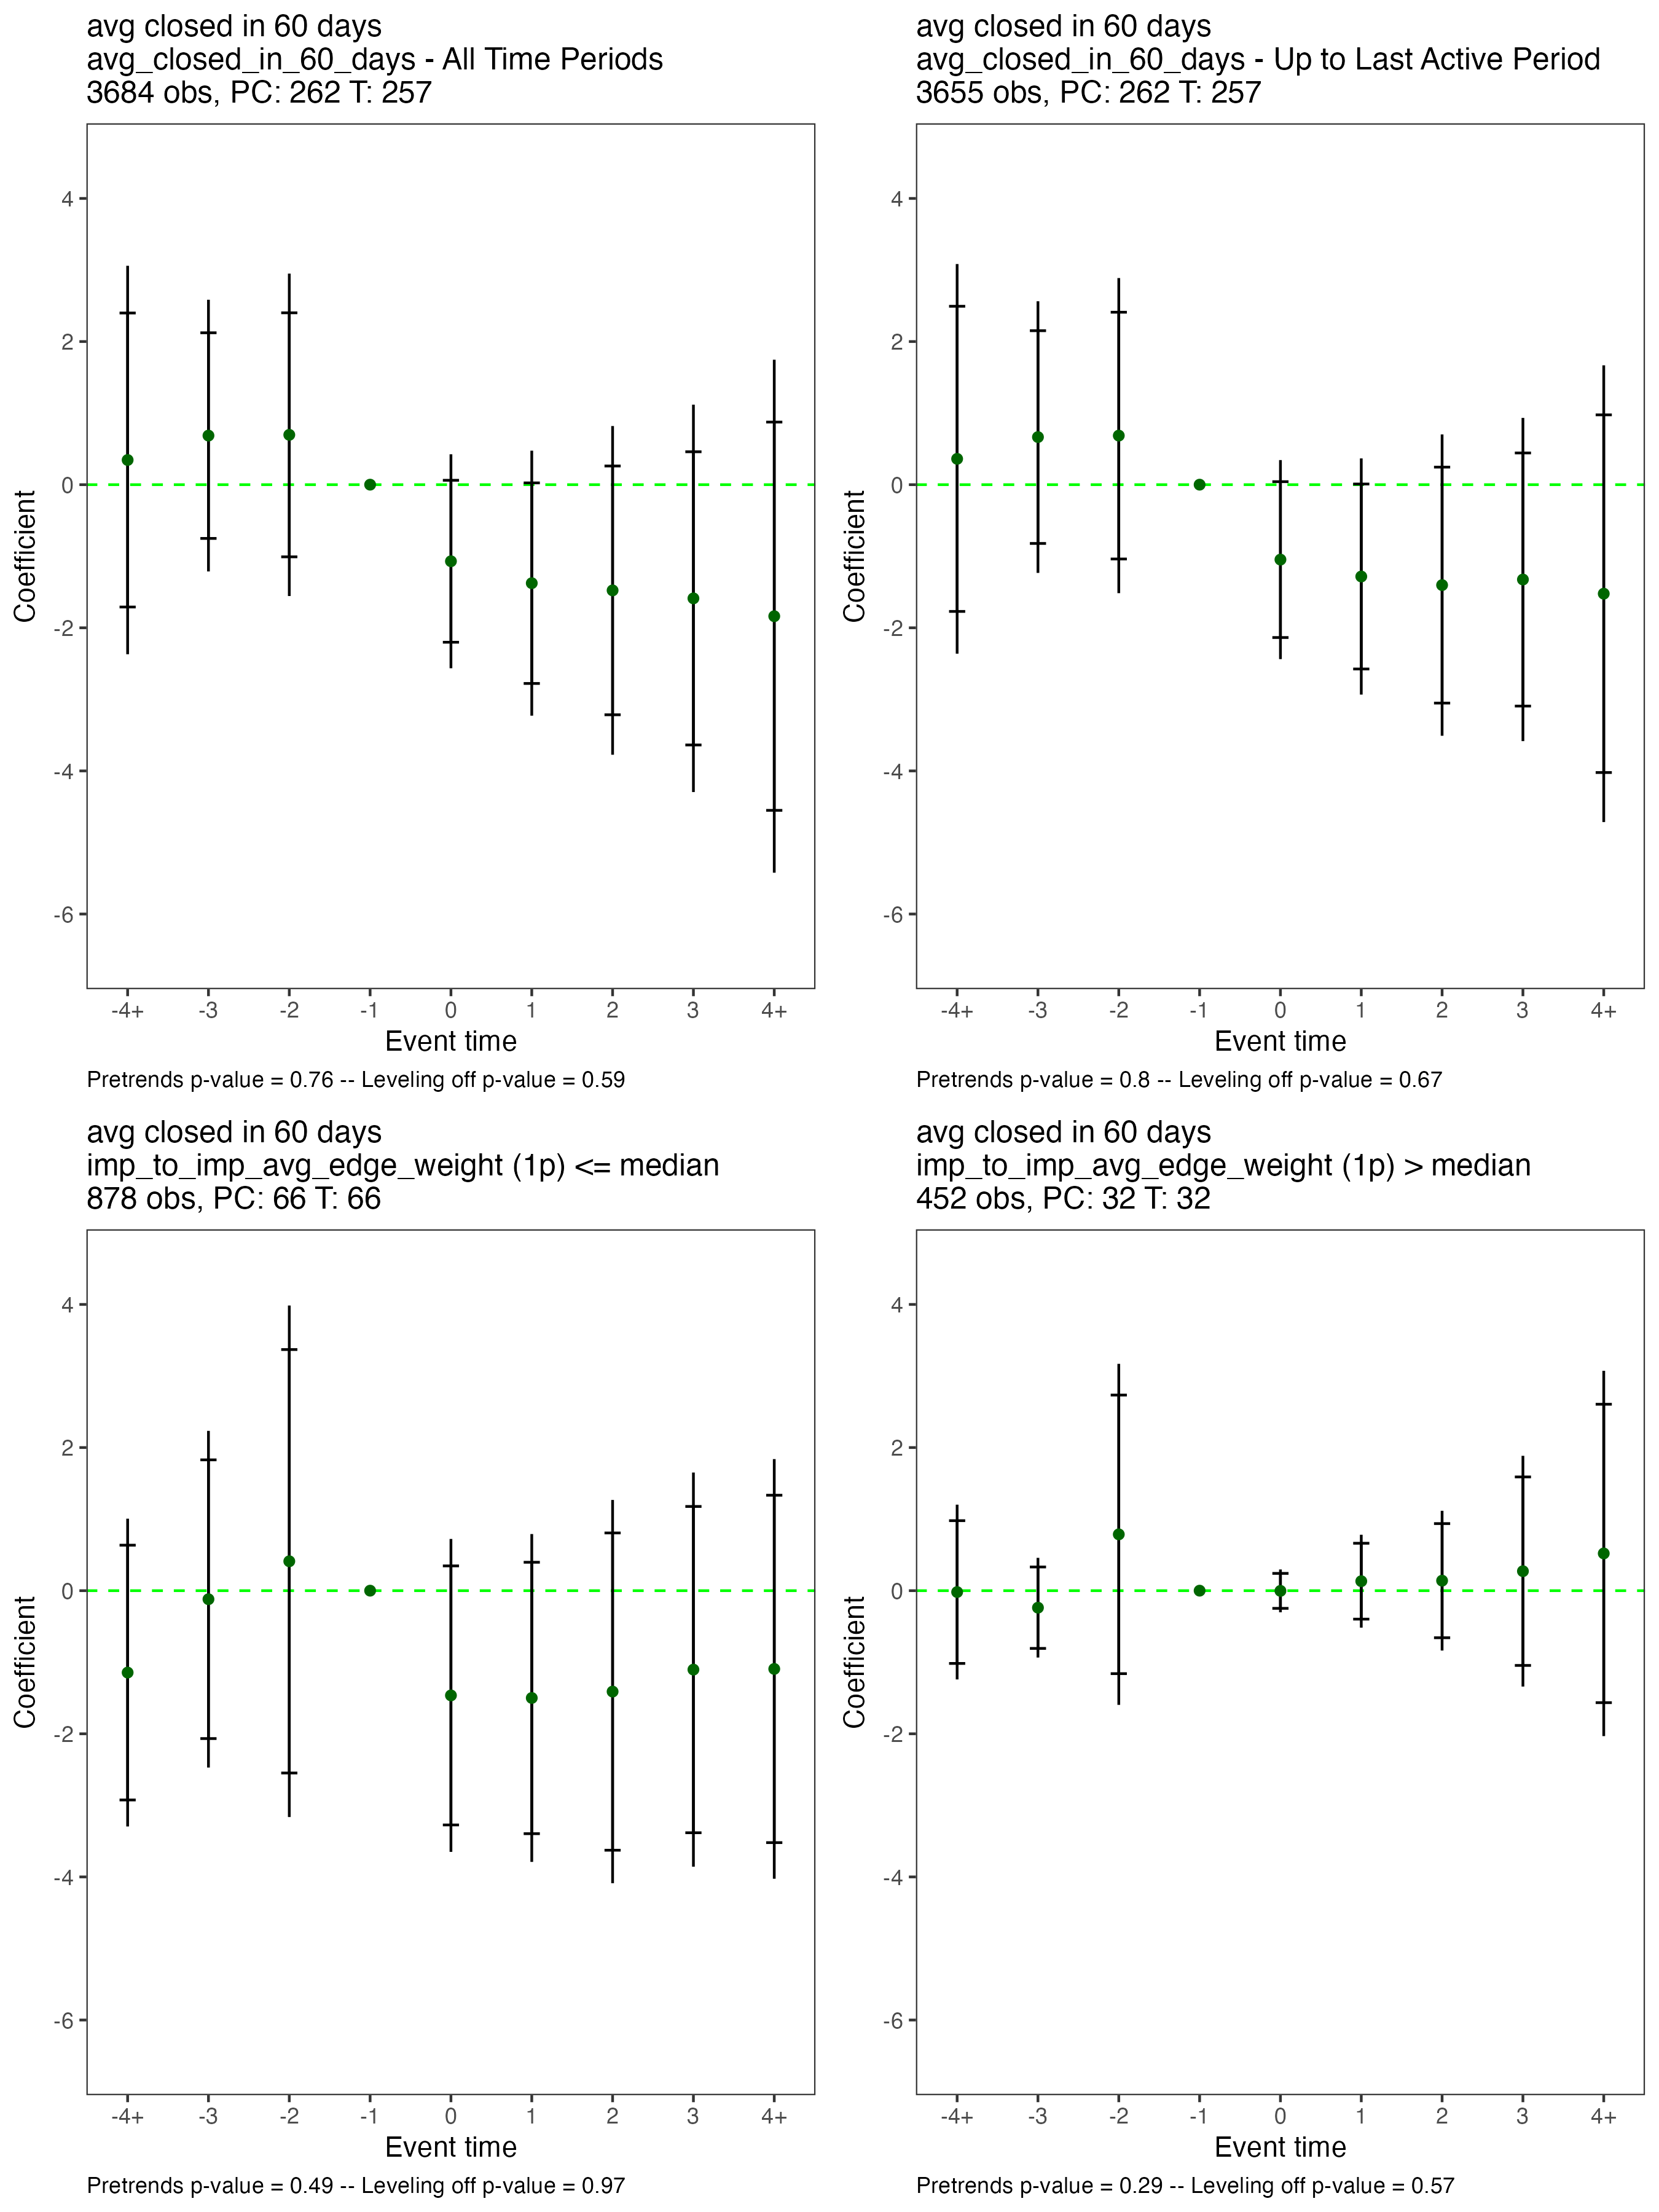 avg closed in 60 days
avg_closed_in_60_days - All Time Periods
3684 obs, PC: 262 T: 257
4
2
0
-2
-4
-6
Coefficient
-4+ -3 -2 -1 0 1 2 3 4+
Event time
Pretrends p-value = 0.76 -- Leveling off p-value = 0.59
avg closed in 60 days
avg_closed_in_60_days - Up to Last Active Period
3655 obs, PC: 262 T: 257
4
2
0
-2
-4
-6
Coefficient
-4+ -3 -2 -1 0 1 2 3 4+
Event time
Pretrends p-value = 0.8 -- Leveling off p-value = 0.67
avg closed in 60 days
imp_to_imp_avg_edge_weight (1p) <= median
878 obs, PC: 66 T: 66
4
2
0
-2
-4
-6
Coefficient
-4+ -3 -2 -1 0 1 2 3 4+
Event time
Pretrends p-value = 0.49 -- Leveling off p-value = 0.97
avg closed in 60 days
imp_to_imp_avg_edge_weight (1p) > median
452 obs, PC: 32 T: 32
4
2
0
-2
-4
-6
Coefficient
-4+ -3 -2 -1 0 1 2 3 4+
Event time
Pretrends p-value = 0.29 -- Leveling off p-value = 0.57